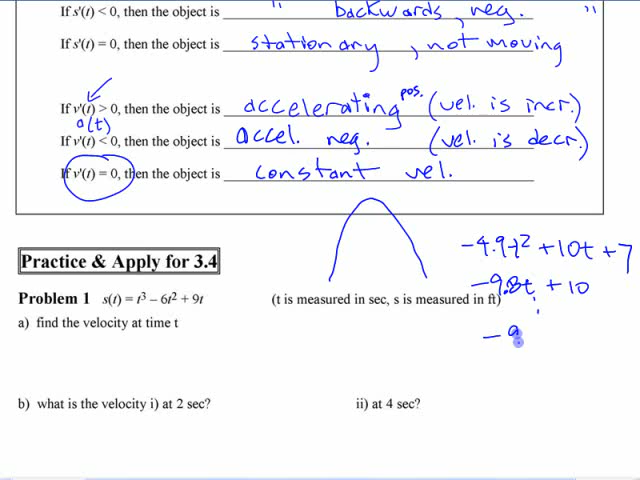 If s'(t) < 0, then the object is " backwards, neg. "
If s'(t) = 0, then the object is stationary, not moving
If v'(t) > 0, then the object is accelerating pos. (vel. is incr.)
a(t)
If v'(t) < 0, then the object is accel. neg. (vel. is decr.)
If v'(t) = 0, then the object is constant vel.
-4.9t² + 10t + 7
Practice & Apply for 3.4
-9.8t + 10
Problem 1 s(t) = t³ – 6t² + 9t (t is measured in sec, s is measured in ft)
a) find the velocity at time t
b) what is the velocity i) at 2 sec? ii) at 4 sec?